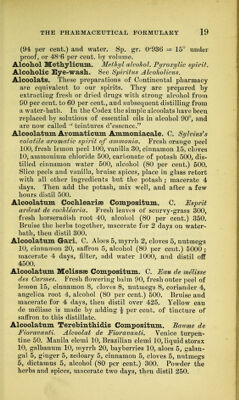 THE PHARMACEUTICAL FORMULARY 19
(94 per cent.) and water. Sp. gr. 0·936 = 15° under
proof, or 48·6 per cent. by volume.
Alcohol Methylicum. Methyl alcohol. Pyroxylic spirit.
Alcoholic Eye-wash. See Spiritus Alcoholicus.
Alcoolats. These preparations of Continental pharmacy
are equivalent to our spirits. They are prepared by
extracting fresh or dried drugs with strong alcohol from
90 per cent. to 60 per cent., and subsequent distilling from
a water-bath. In the Codex the simple alcoolats have been
replaced by solutions of essential oils in alcohol 90°, and
are now called “teintures d’essence.”
Alcoolatum Aromaticum Ammoniacale. C. Sylvius’s
volatile aromatic spirit of ammonia. Fresh orange peel
100, fresh lemon peel 100, vanilla 30, cinnamon 15, cloves
10, ammonium chloride 500, carbonate of potash 500, dis-
tilled cinnamon water 500, alcohol (80 per cent.) 500.
Slice peels and vanilla, bruise spices, place in glass retort
with all other ingredients but the potash; macerate 4
days. Then add the potash, mix well, and after a few
hours distil 500.
Alcoolatum Cochleariæ Compositum. C. Esprit
ardent de cochléaria. Fresh leaves of scurvy-grass 300,
fresh horseradish root 40, alcohol (80 per cent.) 350.
Bruise the herbs together, macerate for 2 days on water-
bath, then distil 300.
Alcoolatum Gari. C. Aloes 5, myrrh 2, cloves 5, nutmegs
10, cinnamon 20, saffron 5, alcohol (80 per cent.) 5000;
macerate 4 days, filter, add water 1000, and distil off
4500.
Alcoolatum Melissæ Compositum. C. Eau de mélisse
des Carmes. Fresh flowering balm 90, fresh outer peel of
lemon 15, cinnamon 8, cloves 8, nutmegs 8, coriander 4,
angelica root 4, alcohol (80 per cent.) 500. Bruise and
macerate for 4 days, then distil over 425. Yellow eau
de mélisse is made by adding ½ per cent. of tincture of
saffron to this distillate.
Alcoolatum Terebinthidis Compositum. Baume de
Fioravanti. Alcoolat de Fioravanti. Venice turpen-
tine 50. Manila elemi 10, Brazilian elemi 10, liquid storax
10, galbanum 10, myrrh 20, bayberries 10, aloes 5, galan-
gal 5, ginger 5, zedoary 5, cinnamon 5, cloves 5, nutmegs
5, dictamus 5, alcohol (80 per cent.) 300. Powder the
herbs and spices, macerate two days, then distil 250.